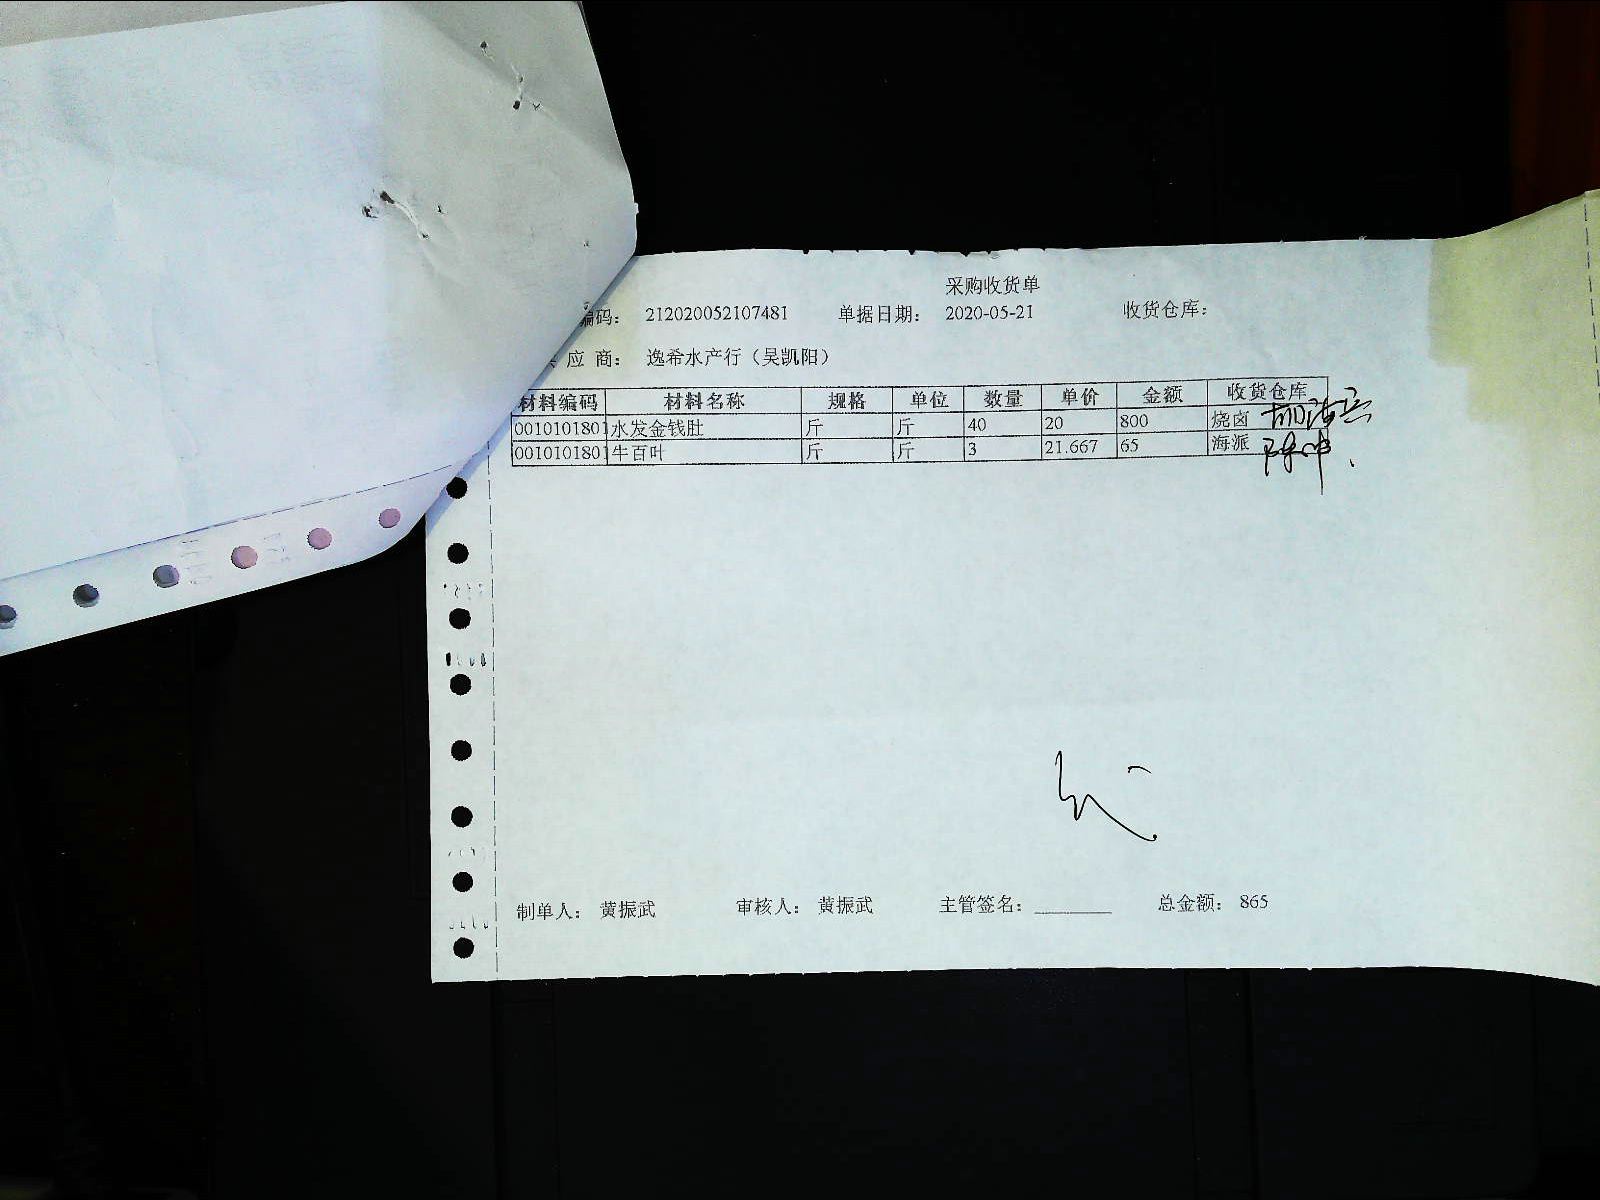 采购收货单
编码： 212020052107481 单据日期： 2020-05-21 收货仓库：
应 商： 逸希水产行（吴凯阳）
材料编码 材料名称 规格 单位 数量 单价 金额 收货仓库
0010101801 水发金钱肚 斤 斤 40 20 800 烧卤
0010101801 牛百叶 斤 斤 3 21.667 65 海派
制单人： 黄振武 审核人： 黄振武 主管签名： ________ 总金额： 865